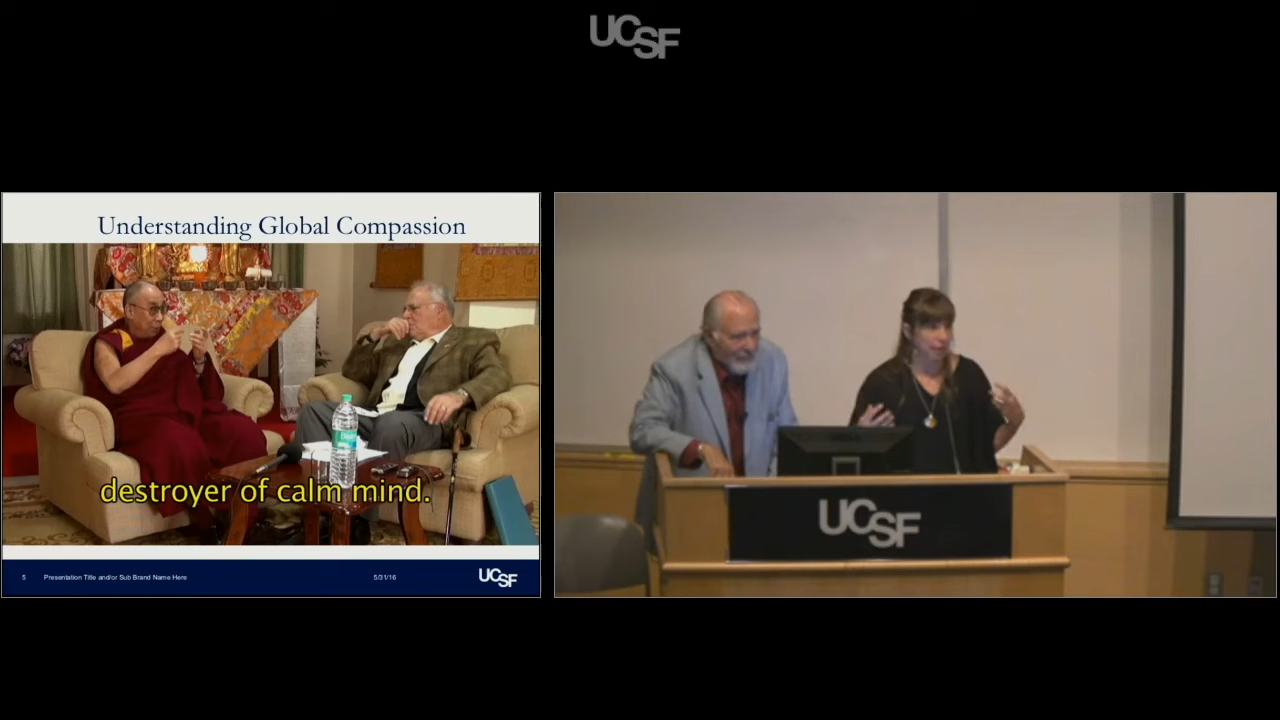 UCSF
Understanding Global Compassion
destroyer of calm mind.
5 Presentation Title and/or Sub Brand Name Here 5/31/16 UCSF
UCSF